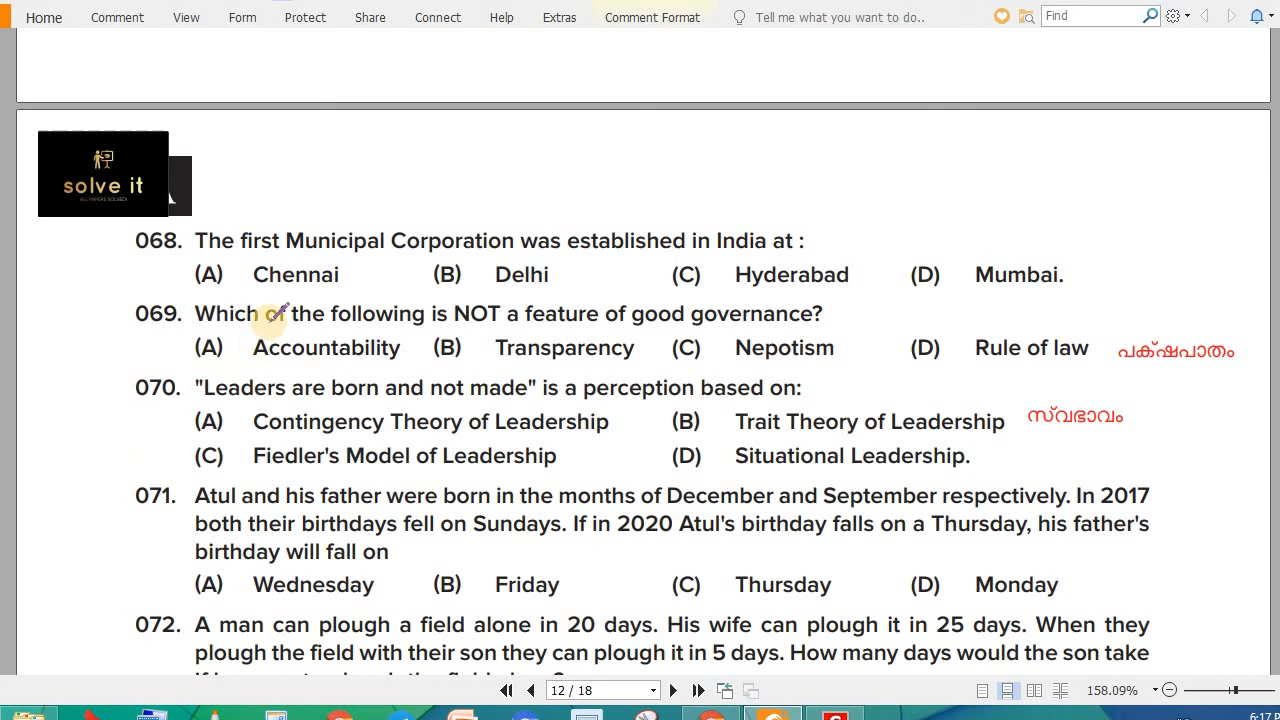 Home Comment View Form Protect Share Connect Help Extras Comment Format Tell me what you want to do.. Find
solve it
ALL PAPERS SOLVED!
068. The first Municipal Corporation was established in India at :
(A) Chennai (B) Delhi (C) Hyderabad (D) Mumbai.
069. Which of the following is NOT a feature of good governance?
(A) Accountability (B) Transparency (C) Nepotism (D) Rule of law പക്ഷപാതം
070. "Leaders are born and not made" is a perception based on:
(A) Contingency Theory of Leadership (B) Trait Theory of Leadership സ്വഭാവം
(C) Fiedler's Model of Leadership (D) Situational Leadership.
071. Atul and his father were born in the months of December and September respectively. In 2017
both their birthdays fell on Sundays. If in 2020 Atul's birthday falls on a Thursday, his father's
birthday will fall on
(A) Wednesday (B) Friday (C) Thursday (D) Monday
072. A man can plough a field alone in 20 days. His wife can plough it in 25 days. When they
plough the field with their son they can plough it in 5 days. How many days would the son take
12 / 18 158.09%